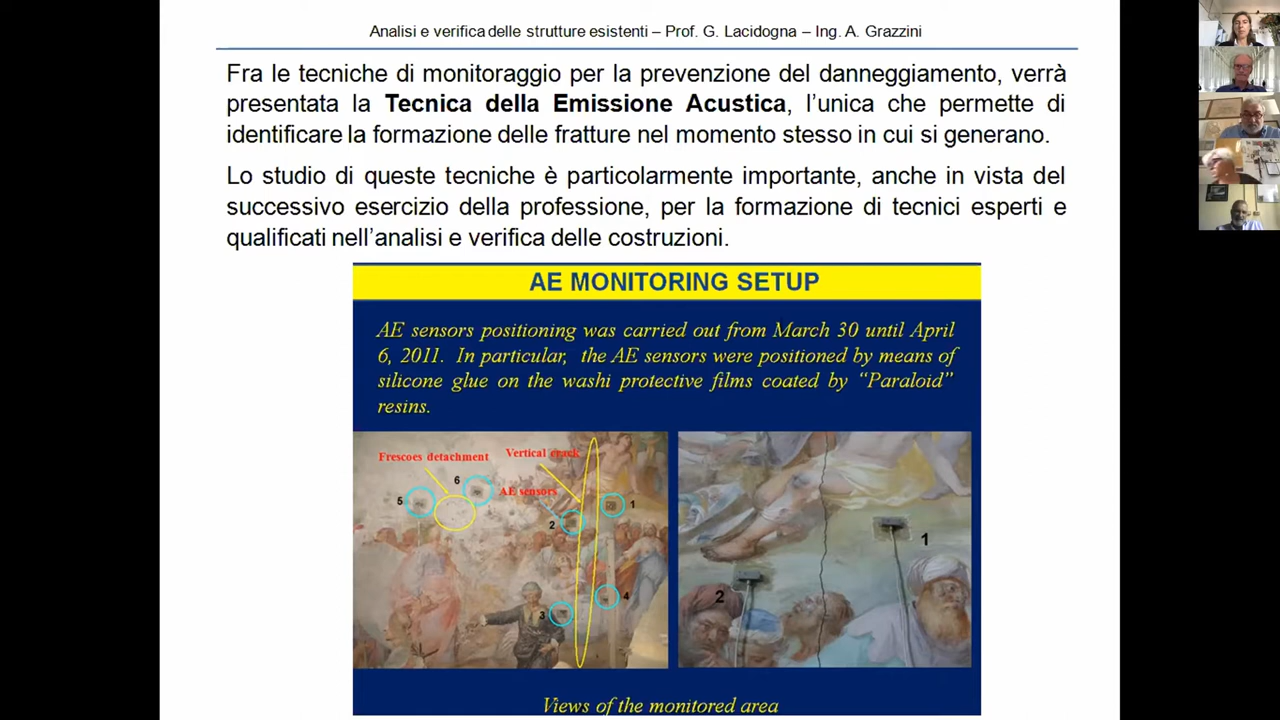 Analisi e verifica delle strutture esistenti – Prof. G. Lacidogna – Ing. A. Grazzini
Fra le tecniche di monitoraggio per la prevenzione del danneggiamento, verrà
presentata la Tecnica della Emissione Acustica, l'unica che permette di
identificare la formazione delle fratture nel momento stesso in cui si generano.
Lo studio di queste tecniche è particolarmente importante, anche in vista del
successivo esercizio della professione, per la formazione di tecnici esperti e
qualificati nell'analisi e verifica delle costruzioni.
AE MONITORING SETUP
AE sensors positioning was carried out from March 30 until April
6, 2011. In particular, the AE sensors were positioned by means of
silicone glue on the washi protective films coated by “Paraloid”
resins.
Frescoes detachment
Vertical crack
AE sensors
5
6
2
1
3
4
1
2
Views of the monitored area